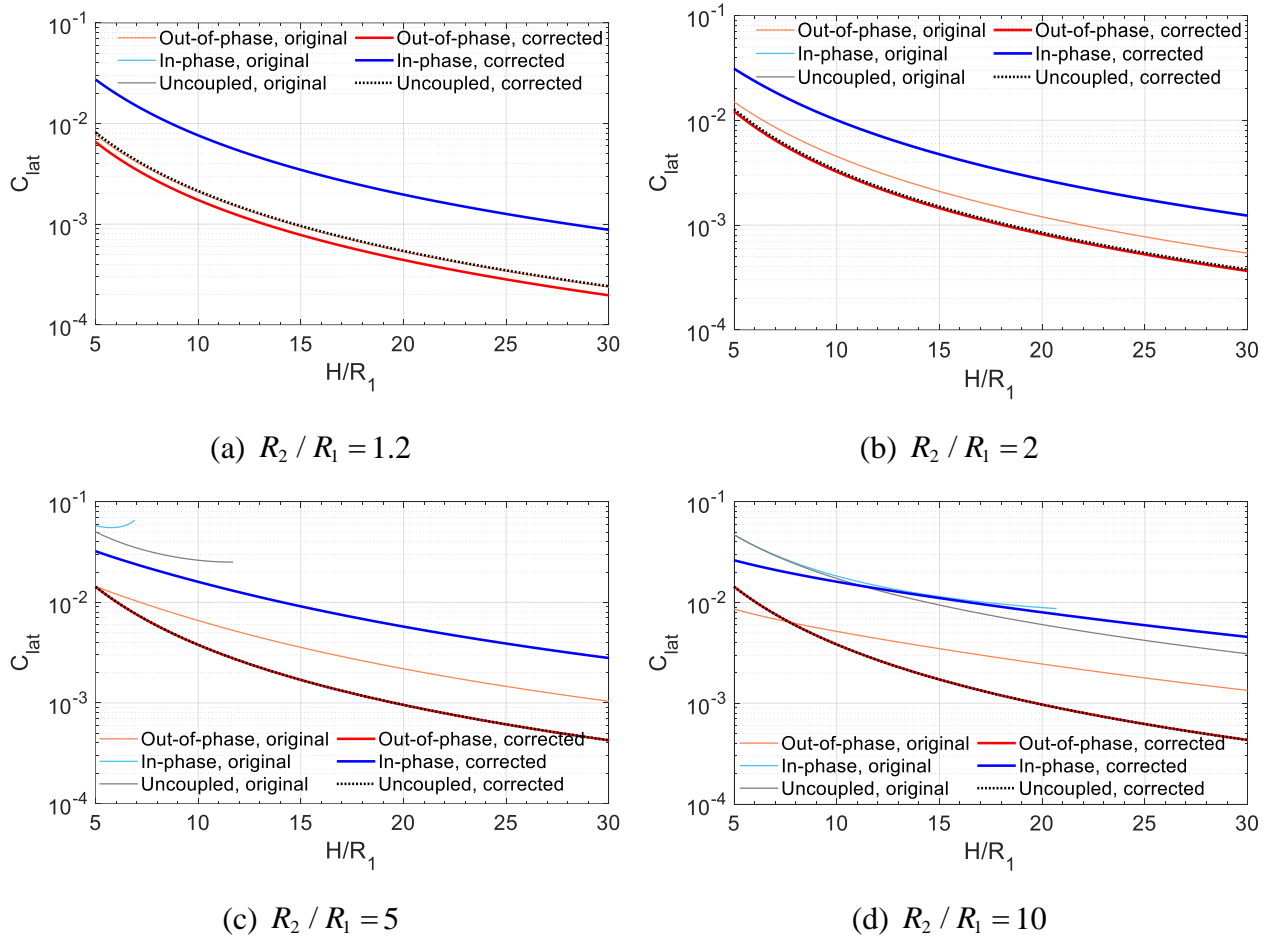 10^-1
10^-2
10^-3
10^-4
C_lat
Out-of-phase, original
In-phase, original
Uncoupled, original
Out-of-phase, corrected
In-phase, corrected
Uncoupled, corrected
5 10 15 20 25 30
H/R_1
(a) R_2 / R_1 = 1.2
10^-1
10^-2
10^-3
10^-4
C_lat
Out-of-phase, original
In-phase, original
Uncoupled, original
Out-of-phase, corrected
In-phase, corrected
Uncoupled, corrected
5 10 15 20 25 30
H/R_1
(b) R_2 / R_1 = 2
10^-1
10^-2
10^-3
10^-4
C_lat
Out-of-phase, original
In-phase, original
Uncoupled, original
Out-of-phase, corrected
In-phase, corrected
Uncoupled, corrected
5 10 15 20 25 30
H/R_1
(c) R_2 / R_1 = 5
10^-1
10^-2
10^-3
10^-4
C_lat
Out-of-phase, original
In-phase, original
Uncoupled, original
Out-of-phase, corrected
In-phase, corrected
Uncoupled, corrected
5 10 15 20 25 30
H/R_1
(d) R_2 / R_1 = 10